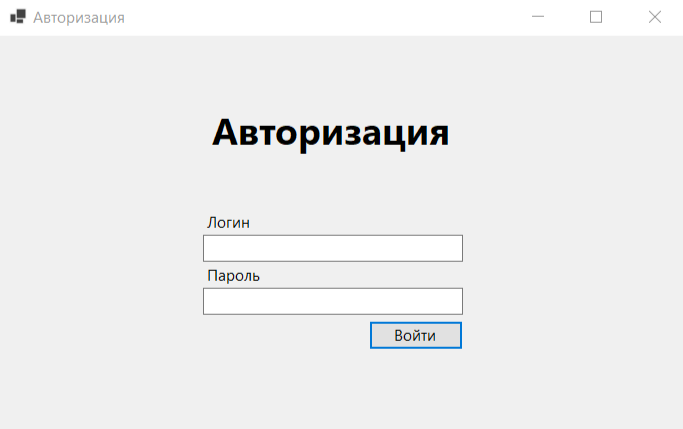 Авторизация
Авторизация
Логин
Пароль
Войти